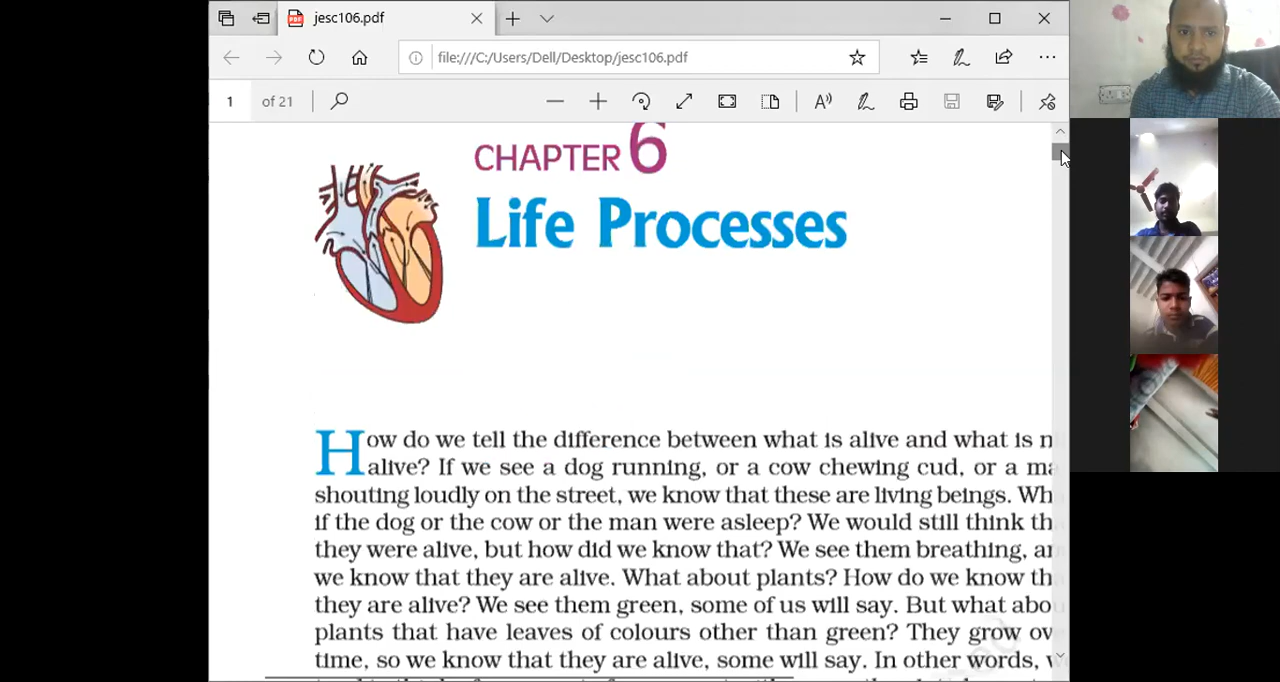 jesc106.pdf
file:///C:/Users/Dell/Desktop/jesc106.pdf
1 of 21
CHAPTER 6
Life Processes
How do we tell the difference between what is alive and what is
alive? If we see a dog running, or a cow chewing cud, or a
shouting loudly on the street, we know that these are living beings.
if the dog or the cow or the man were asleep? We would still think
they were alive, but how did we know that? We see them breathing,
we know that they are alive. What about plants? How do we know
they are alive? We see them green, some of us will say. But what
plants that have leaves of colours other than green? They grow
time, so we know that they are alive, some will say. In other words,